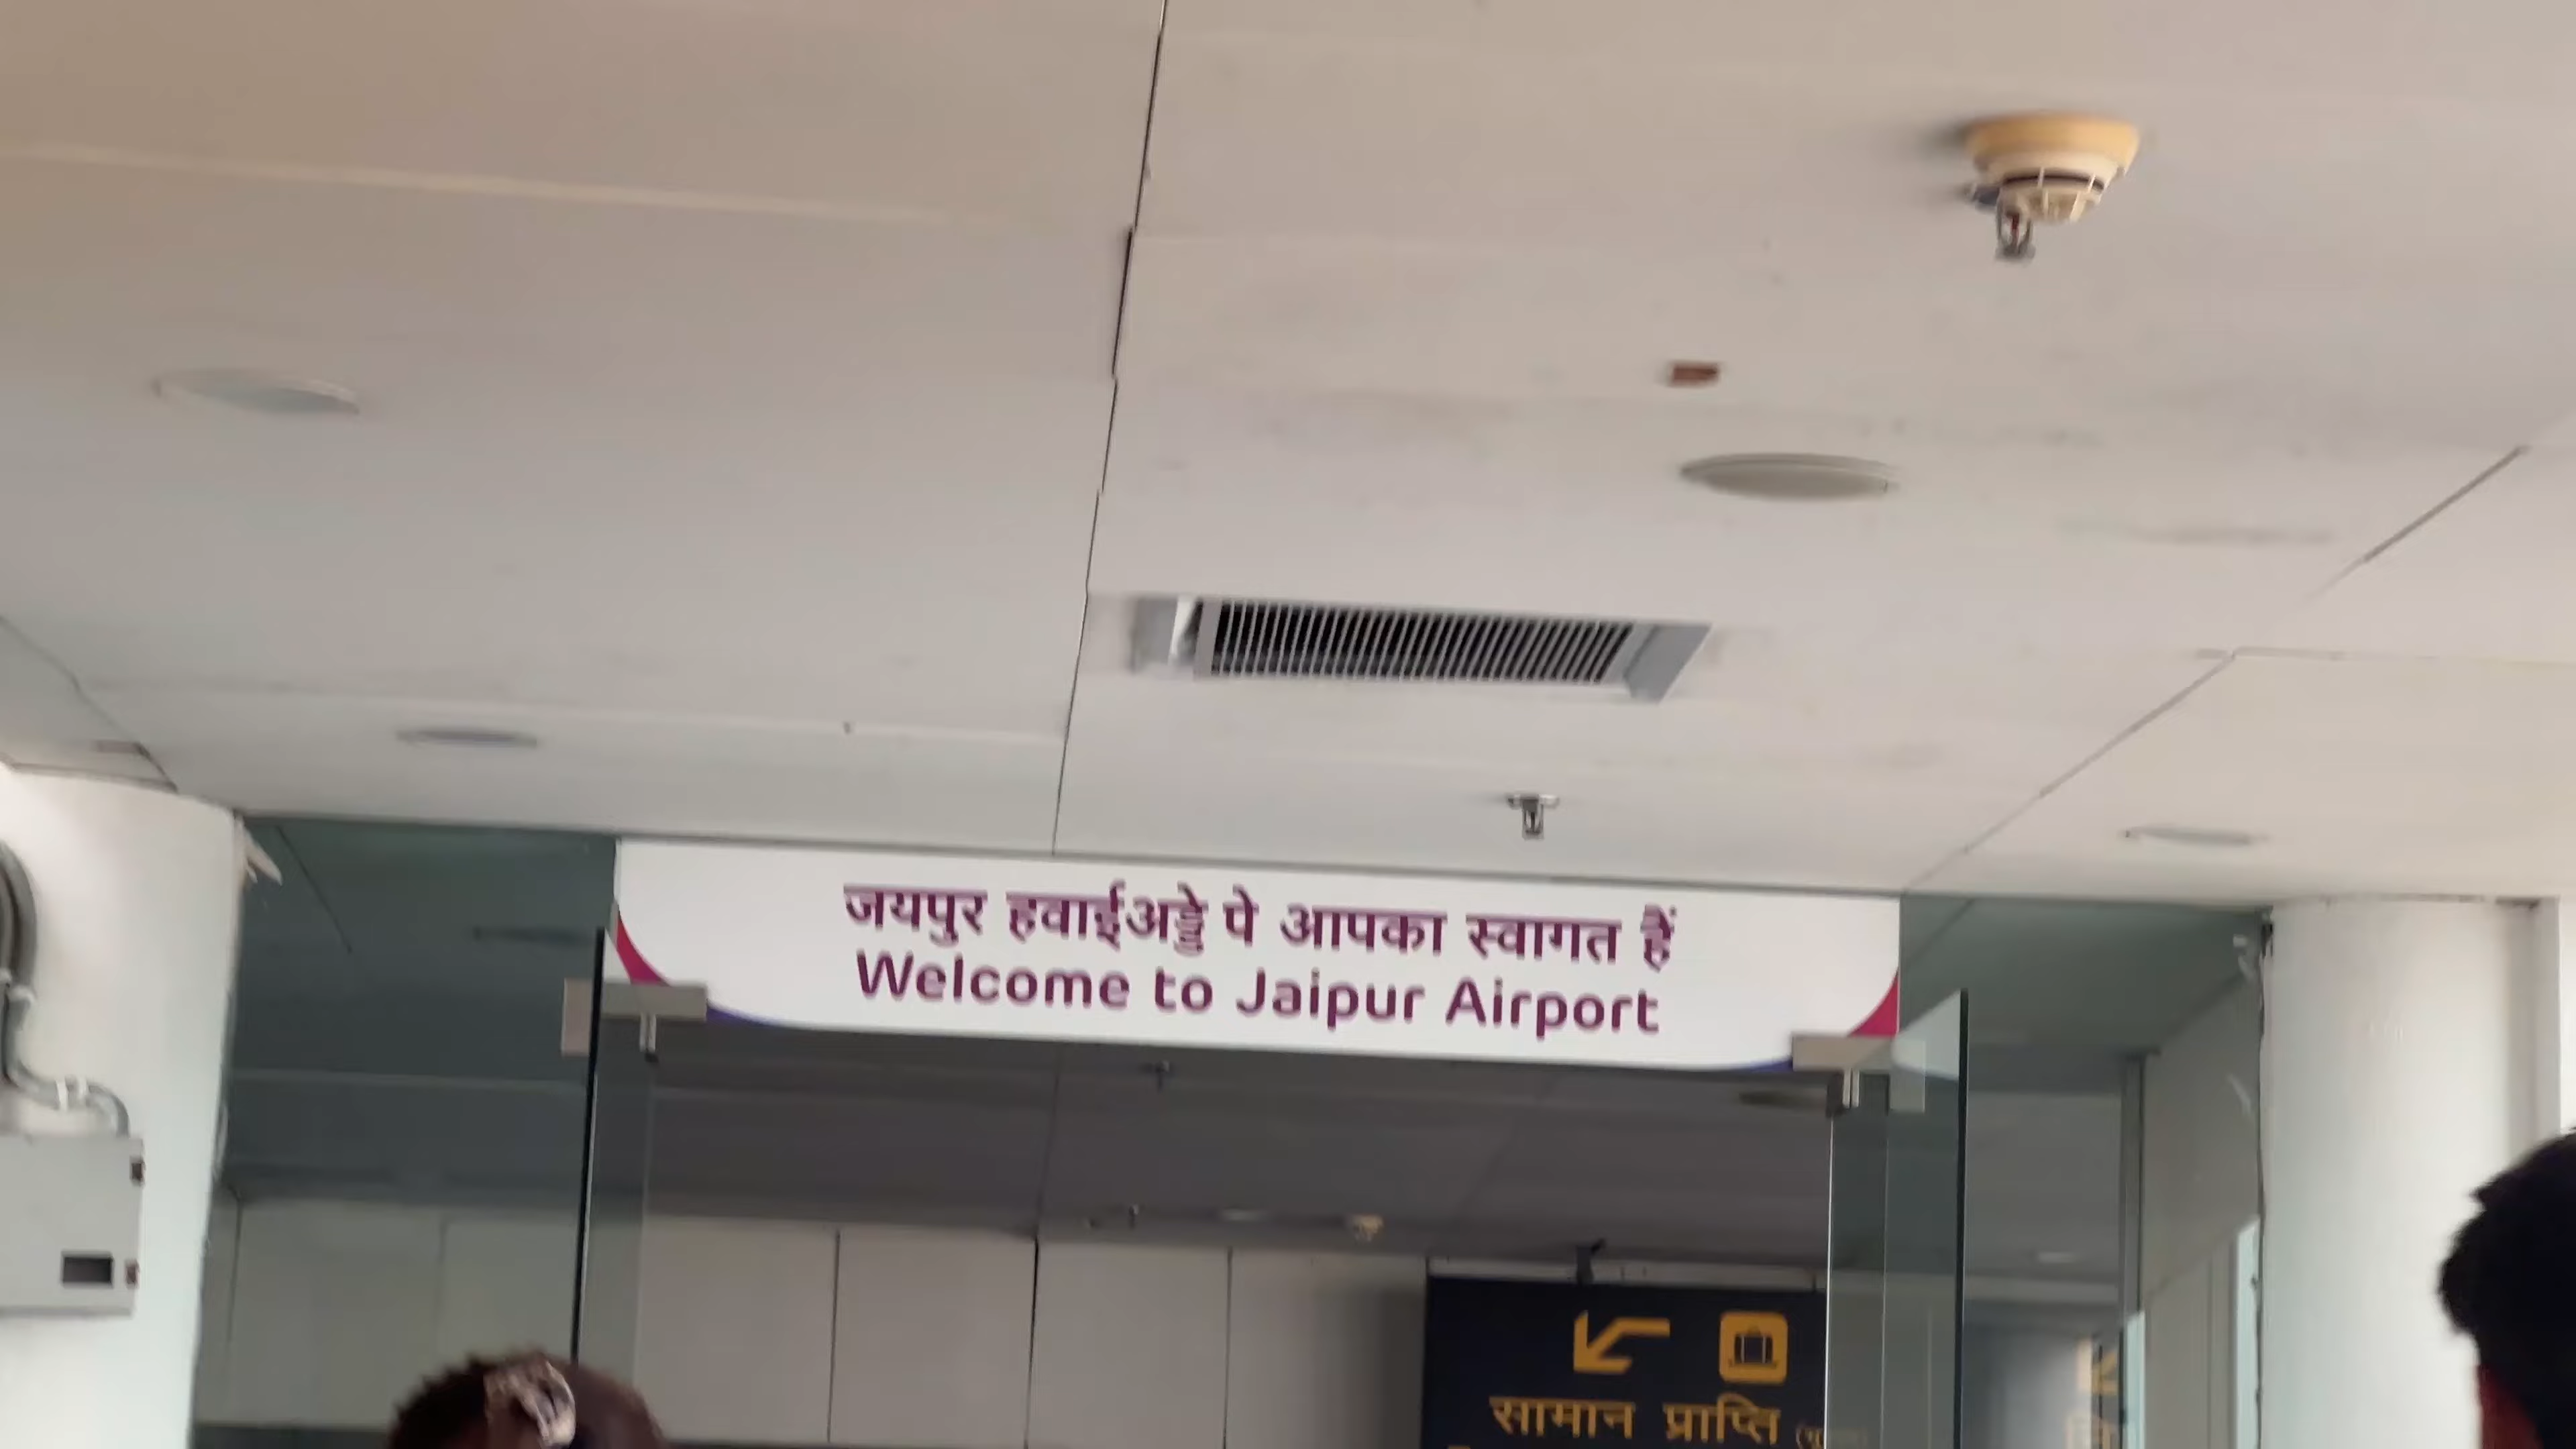 जयपुर हवाईअड्डे पे आपका स्वागत हैं
Welcome to Jaipur Airport
सामान प्राप्ति